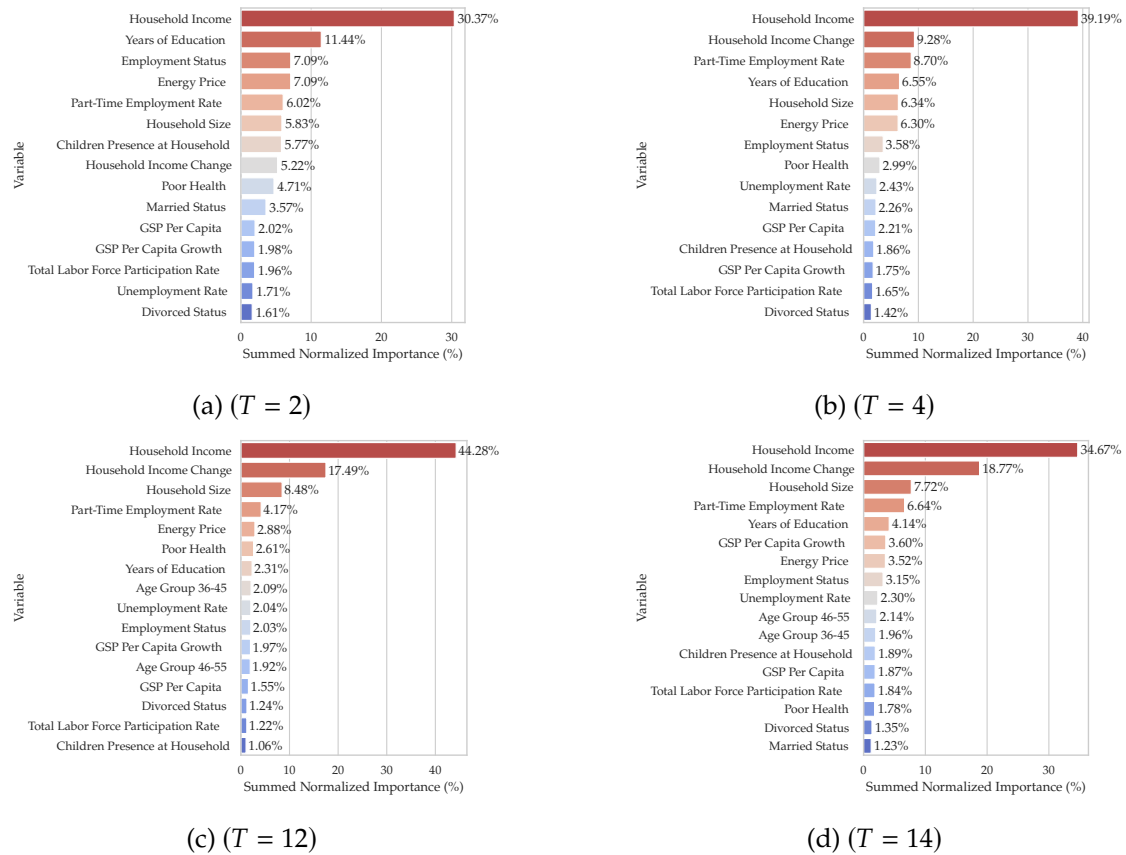 Household Income 30.37%
Years of Education 11.44%
Employment Status 7.09%
Energy Price 7.09%
Part-Time Employment Rate 6.02%
Household Size 5.83%
Children Presence at Household 5.77%
Household Income Change 5.22%
Poor Health 4.71%
Married Status 3.57%
GSP Per Capita 2.02%
GSP Per Capita Growth 1.98%
Total Labor Force Participation Rate 1.96%
Unemployment Rate 1.71%
Divorced Status 1.61%
Variable
0 10 20 30
Summed Normalized Importance (%)
(a) (T = 2)
Household Income 39.19%
Household Income Change 9.28%
Part-Time Employment Rate 8.70%
Years of Education 6.55%
Household Size 6.34%
Energy Price 6.30%
Employment Status 3.58%
Poor Health 2.99%
Unemployment Rate 2.43%
Married Status 2.26%
GSP Per Capita 2.21%
Children Presence at Household 1.86%
GSP Per Capita Growth 1.75%
Total Labor Force Participation Rate 1.65%
Divorced Status 1.42%
Variable
0 10 20 30 40
Summed Normalized Importance (%)
(b) (T = 4)
Household Income 44.28%
Household Income Change 17.49%
Household Size 8.48%
Part-Time Employment Rate 4.17%
Energy Price 2.88%
Poor Health 2.61%
Years of Education 2.31%
Age Group 36-45 2.09%
Unemployment Rate 2.04%
Employment Status 2.03%
GSP Per Capita Growth 1.97%
Age Group 46-55 1.92%
GSP Per Capita 1.55%
Divorced Status 1.24%
Total Labor Force Participation Rate 1.22%
Children Presence at Household 1.06%
Variable
0 10 20 30 40
Summed Normalized Importance (%)
(c) (T = 12)
Household Income 34.67%
Household Income Change 18.77%
Household Size 7.72%
Part-Time Employment Rate 6.64%
Years of Education 4.14%
GSP Per Capita Growth 3.60%
Energy Price 3.52%
Employment Status 3.15%
Unemployment Rate 2.30%
Age Group 46-55 2.14%
Age Group 36-45 1.96%
Children Presence at Household 1.89%
GSP Per Capita 1.87%
Total Labor Force Participation Rate 1.84%
Poor Health 1.78%
Divorced Status 1.35%
Married Status 1.23%
Variable
0 10 20 30
Summed Normalized Importance (%)
(d) (T = 14)